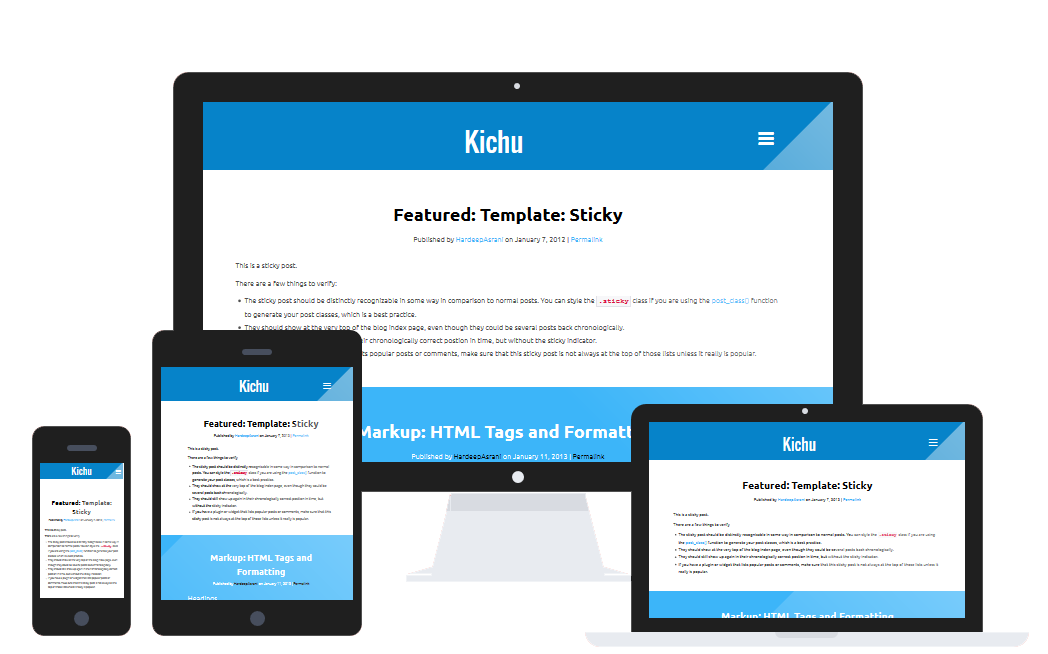 Kichu
Featured: Template: Sticky
Published by HardeepAsrani on January 7, 2012 | Permalink
This is a sticky post.
There are a few things to verify:
The sticky post should be distinctly recognizable in some way in comparison to normal posts. You can style the .sticky class if you are using the post_class() function
to generate your post classes, which is a best practice.
They should show at the very top of the blog index page, even though they could be several posts back chronologically.
ir chronologically correct postion in time, but without the sticky indicator.
ts popular posts or comments, make sure that this sticky post is not always at the top of those lists unless it really is popular.
Markup: HTML Tags and Formatt
Published by HardeepAsrani on January 11, 2013 | Permalink
Kichu
Featured: Template: Sticky
Published by HardeepAsrani on January 7, 2012 | Permalink
This is a sticky post.
There are a few things to verify:
The sticky post should be distinctly recognizable in some way in comparison to normal
posts. You can style the .sticky class if you are using the post_class() function to
generate your post classes, which is a best practice.
They should show at the very top of the blog index page, even though they could be
several posts back chronologically.
They should still show up again in their chronologically correct postion in time, but
without the sticky indicator.
If you have a plugin or widget that lists popular posts or comments, make sure that this
sticky post is not always at the top of those lists unless it really is popular.
Markup: HTML Tags and
Formatting
Published by HardeepAsrani on January 11, 2013 | Permalink
Headings
Kichu
Featured: Template:
Sticky
Kichu
Featured: Template: Sticky
Published by HardeepAsrani on January 7, 2012 | Permalink
This is a sticky post.
There are a few things to verify:
The sticky post should be distinctly recognizable in some way in comparison to normal posts. You can style the .sticky class if you are using
the post_class() function to generate your post classes, which is a best practice.
They should show at the very top of the blog index page, even though they could be several posts back chronologically.
They should still show up again in their chronologically correct postion in time, but without the sticky indicator.
If you have a plugin or widget that lists popular posts or comments, make sure that this sticky post is not always at the top of those lists unless it
really is popular.
Markup: HTML Tags and Formatting